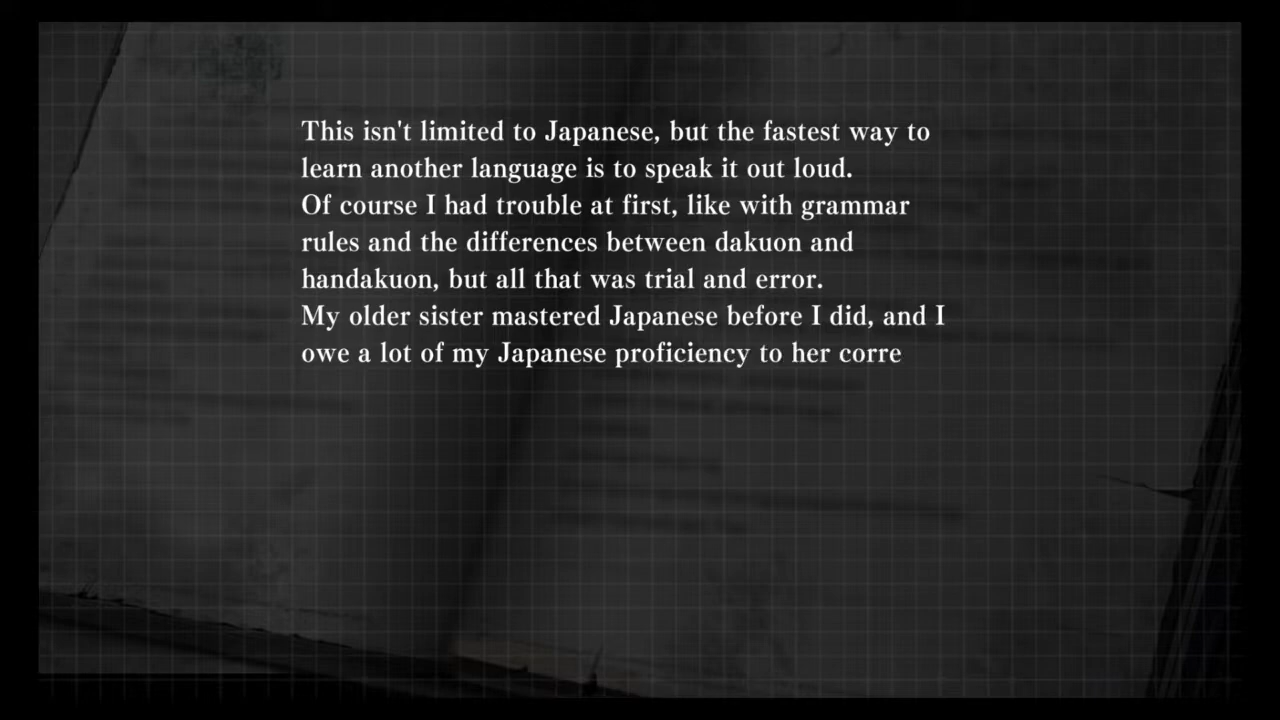 This isn't limited to Japanese, but the fastest way to
learn another language is to speak it out loud.
Of course I had trouble at first, like with grammar
rules and the differences between dakuon and
handakuon, but all that was trial and error.
My older sister mastered Japanese before I did, and I
owe a lot of my Japanese proficiency to her corre